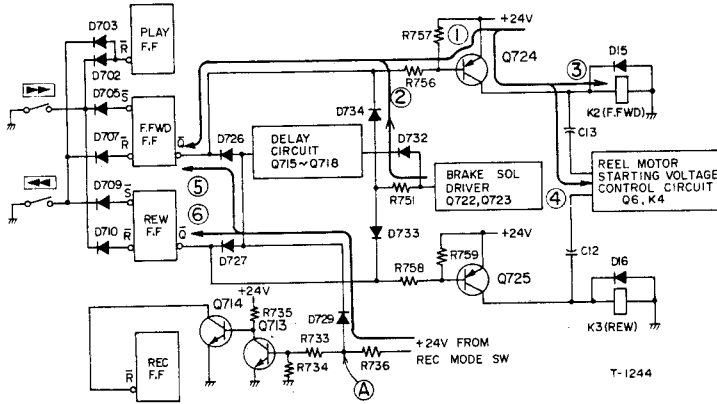 D703
PLAY
F.F
R̅
D702
+24V
R757
①
Q724
R756
③
D15
K2(F.FWD)
D705
S̅
F.FWD
F.F
D707
R̅
Q̅
D726
②
D734
DELAY
CIRCUIT
Q715~Q718
D732
C13
BRAKE SOL
DRIVER
Q722,Q723
R751
REEL MOTOR
STARTING VOLTAGE
CONTROL CIRCUIT
Q6, K4
④
⑤
D709
S̅
REW
F.F
⑥
Q̅
D710
R̅
D727
D733
+24V
R759
R758
Q725
C12
D16
K3(REW)
+24V
Q714
R735
Q713
D729
REC
F.F
R̅
R733
R734
R736
+24V FROM
REC MODE SW
Ⓐ
T-1244